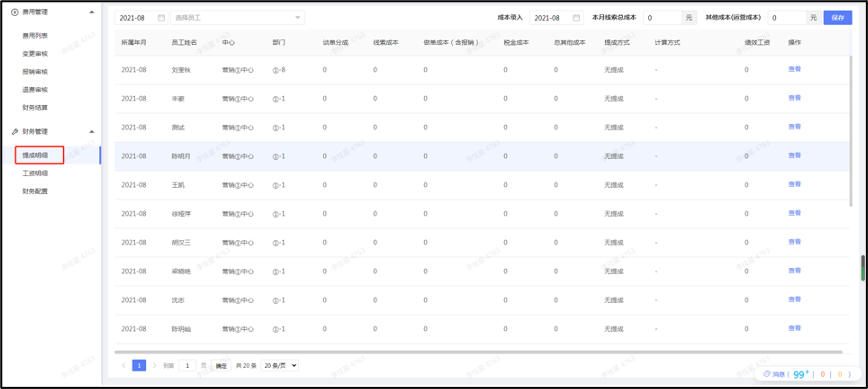 费用管理
费用列表
变更审核
报销审核
退费审核
财务结算
财务管理
提成明细
工资明细
财务配置
2021-08 选择员工 成本录入 2021-08 本月线索总成本 0 元 其他成本(运营成本) 0 元 保存
所属年月 员工姓名 中心 部门 谈单分成 线索成本 做单成本（含报销） 税金成本 总其他成本 提成方式 计算方式 绩效工资 操作
2021-08 刘里秋 营销①中心 ①-8 0 0 0 0 0 无提成 - 0 查看
2021-08 丰豪 营销①中心 ①-1 0 0 0 0 0 无提成 - 0 查看
2021-08 测试 营销①中心 ①-1 0 0 0 0 0 无提成 - 0 查看
2021-08 陈明月 营销①中心 ①-1 0 0 0 0 0 无提成 - 0 查看
2021-08 王凯 营销①中心 ①-1 0 0 0 0 0 无提成 - 0 查看
2021-08 徐娅萍 营销①中心 ①-1 0 0 0 0 0 无提成 - 0 查看
2021-08 胡汉三 营销①中心 ①-1 0 0 0 0 0 无提成 - 0 查看
2021-08 梁晓艳 营销①中心 ①-1 0 0 0 0 0 无提成 - 0 查看
2021-08 沈志 营销①中心 ①-1 0 0 0 0 0 无提成 - 0 查看
2021-08 陈明灿 营销①中心 ①-1 0 0 0 0 0 无提成 - 0 查看
1 到第 1 页 确定 共 20 条 20 条/页
消息 ( 99+ | 0 | 0 )